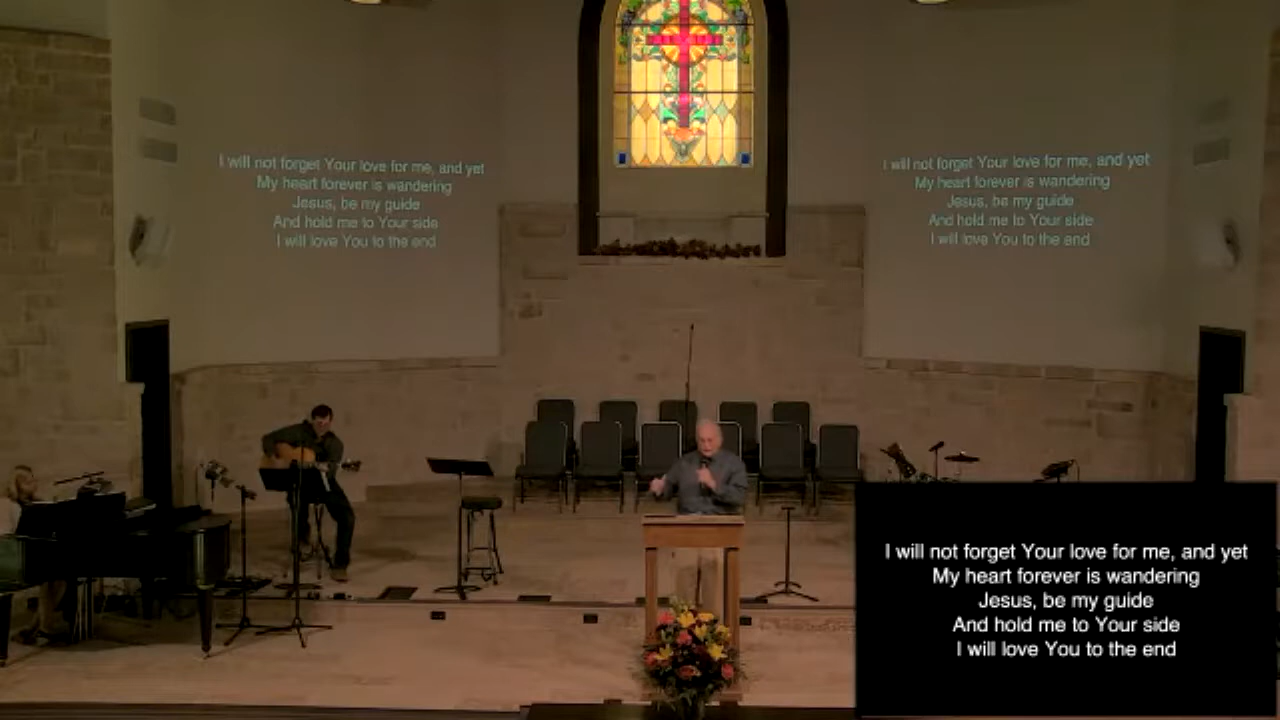 I will not forget Your love for me, and yet
My heart forever is wandering
Jesus, be my guide
And hold me to Your side
I will love You to the end
I will not forget Your love for me, and yet
My heart forever is wandering
Jesus, be my guide
And hold me to Your side
I will love You to the end
I will not forget Your love for me, and yet
My heart forever is wandering
Jesus, be my guide
And hold me to Your side
I will love You to the end